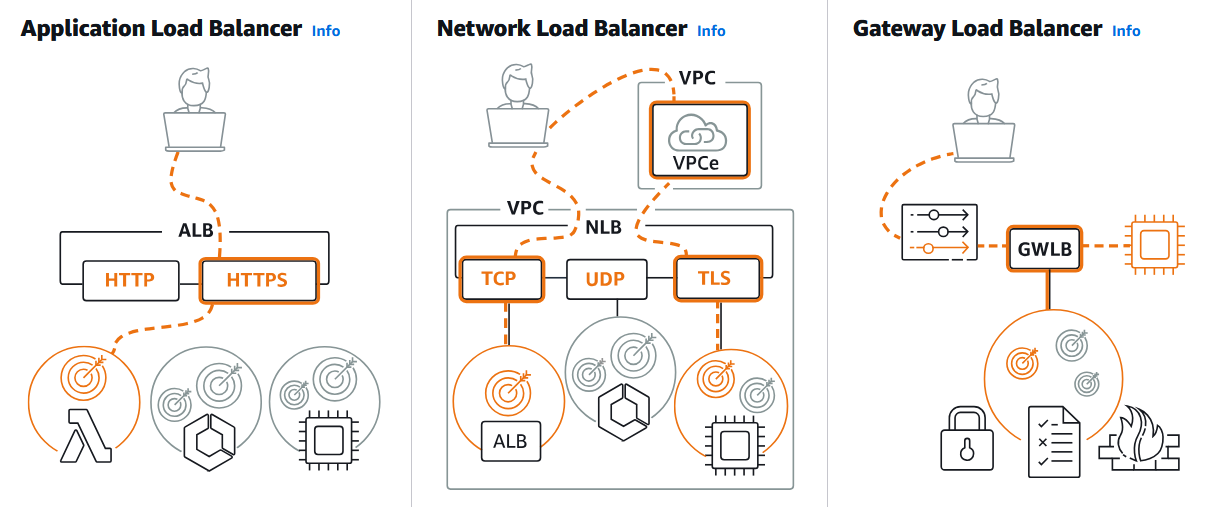 Application Load Balancer Info
ALB
HTTP
HTTPS
Network Load Balancer Info
VPC
VPCe
VPC
NLB
TCP
UDP
TLS
ALB
Gateway Load Balancer Info
GWLB